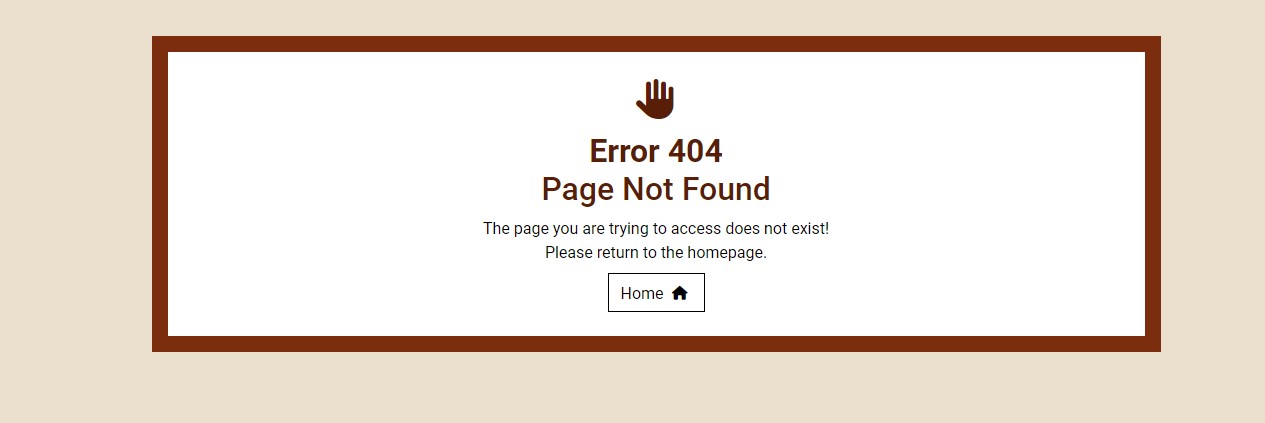 Error 404
Page Not Found
The page you are trying to access does not exist!
Please return to the homepage.
Home